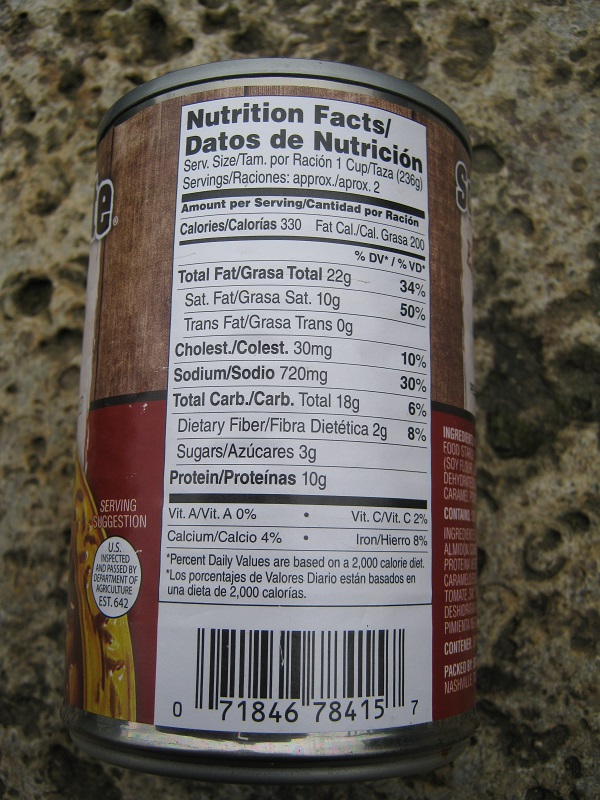 Nutrition Facts/
Datos de Nutrición
Serv. Size/Tam. por Ración 1 Cup/Taza (236g)
Servings/Raciones: approx./aprox. 2
Amount per Serving/Cantidad por Ración
Calories/Calorías 330 Fat Cal./Cal. Grasa 200
% DV* / % VD*
Total Fat/Grasa Total 22g 34%
Sat. Fat/Grasa Sat. 10g 50%
Trans Fat/Grasa Trans 0g
Cholest./Colest. 30mg 10%
Sodium/Sodio 720mg 30%
Total Carb./Carb. Total 18g 6%
Dietary Fiber/Fibra Dietética 2g 8%
Sugars/Azúcares 3g
Protein/Proteínas 10g
Vit. A/Vit. A 0% • Vit. C/Vit. C 2%
Calcium/Calcio 4% • Iron/Hierro 8%
*Percent Daily Values are based on a 2,000 calorie diet.
*Los porcentajes de Valores Diario están basados en
una dieta de 2,000 calorías.
0 71846 78415 7
SERVING
SUGGESTION
U.S.
INSPECTED
AND PASSED BY
DEPARTMENT OF
AGRICULTURE
EST. 642
FOOD
(SOY
PACKED BY
NASHVILLE